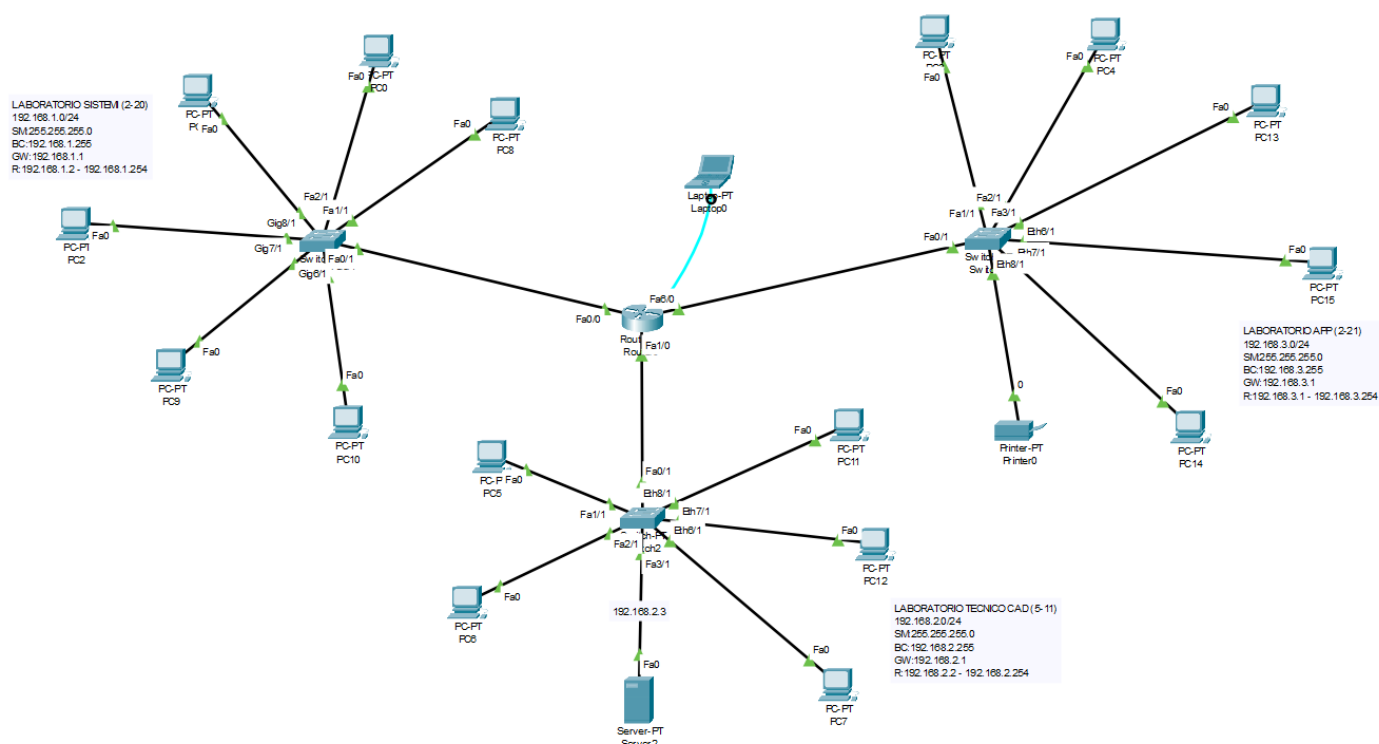 LABORATORIO SISTEMI (2-20)
192.168.1.0/24
SM:255.255.255.0
BC:192.168.1.255
GW:192.168.1.1
R:192.168.1.2 - 192.168.1.254
PC-PT
Fa0
PC-PT
PC0
Fa0
PC-PT
PC8
Fa0
PC-PT
PC2
Fa0
Fa2/1
Fa1/1
Gig8/1
Gig7/1
Fa0/1
Gig6/1
PC-PT
PC9
Fa0
PC-PT
PC10
Fa0
Laptop-PT
Laptop0
Fa0/0
Fa6/0
Fa1/0
PC-PT
Fa0
PC-PT
PC4
Fa0
PC-PT
PC13
Fa0
Fa2/1
Fa1/1
Fa3/1
Fa0/1
Eth6/1
Eth7/1
Eth8/1
PC-PT
PC15
Fa0
LABORATORIO APP (2-21)
192.168.3.0/24
SM:255.255.255.0
BC:192.168.3.255
GW:192.168.3.1
R:192.168.3.1 - 192.168.3.254
0
Printer-PT
Printer0
Fa0
PC-PT
PC14
PC5
Fa0
Fa0
PC-PT
PC11
Fa0/1
Eth8/1
Fa1/1
Eth7/1
Eth6/1
Fa2/1
Fa3/1
Fa0
PC-PT
PC12
Fa0
PC-PT
PC6
192.168.2.3
LABORATORIO TECNICO CAD (5-11)
192.168.2.0/24
SM:255.255.255.0
BC:192.168.2.255
GW:192.168.2.1
R:192.168.2.2 - 192.168.2.254
Fa0
Server-PT
Server2
Fa0
PC-PT
PC7